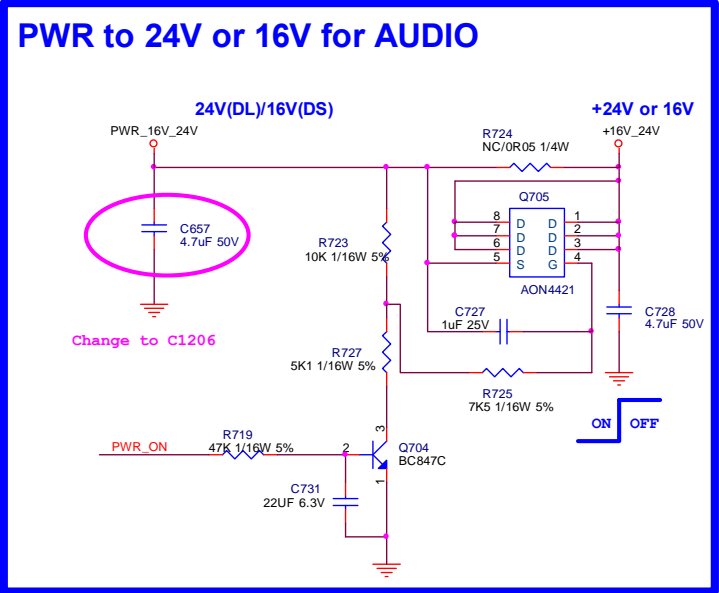 PWR to 24V or 16V for AUDIO
24V(DL)/16V(DS)
+24V or 16V
PWR_16V_24V
+16V_24V
R724
NC/0R05 1/4W
Q705
8 D D 1
7 D D 2
6 D D 3
5 S G 4
AON4421
C657
4.7uF 50V
R723
10K 1/16W 5%
C727
1uF 25V
C728
4.7uF 50V
Change to C1206
R727
5K1 1/16W 5%
R725
7K5 1/16W 5%
ON OFF
PWR_ON
R719
47K 1/16W 5%
2
3
1
Q704
BC847C
C731
22UF 6.3V